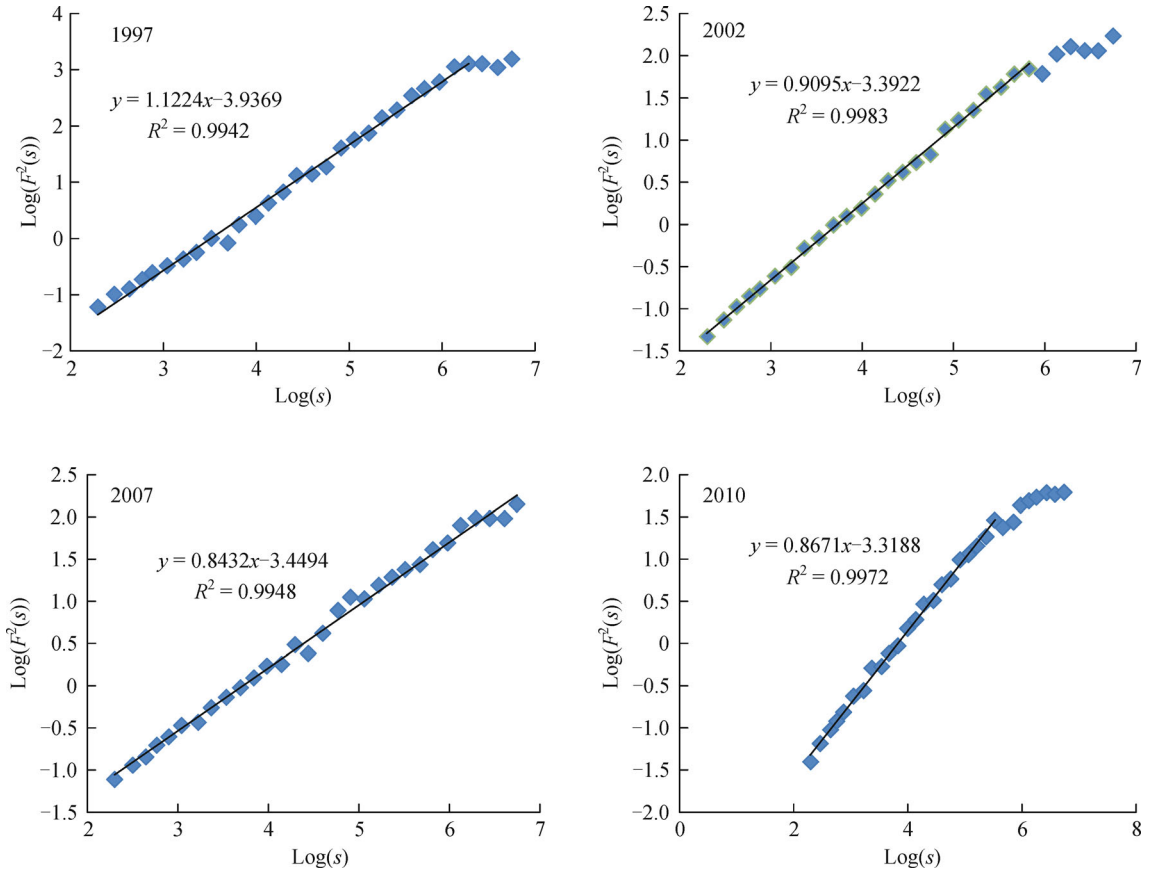 1997
y = 1.1224x−3.9369
R² = 0.9942
4
3
2
1
0
−1
−2
Log(F²(s))
2 3 4 5 6 7
Log(s)
2002
y = 0.9095x−3.3922
R² = 0.9983
2.5
2.0
1.5
1.0
0.5
0
−0.5
−1.0
−1.5
Log(F²(s))
2 3 4 5 6 7
Log(s)
2007
y = 0.8432x−3.4494
R² = 0.9948
2.5
2.0
1.5
1.0
0.5
0
−0.5
−1.0
−1.5
Log(F²(s))
2 3 4 5 6 7
Log(s)
2010
y = 0.8671x−3.3188
R² = 0.9972
2.0
1.5
1.0
0.5
0
−0.5
−1.0
−1.5
−2.0
Log(F²(s))
0 2 4 6 8
Log(s)